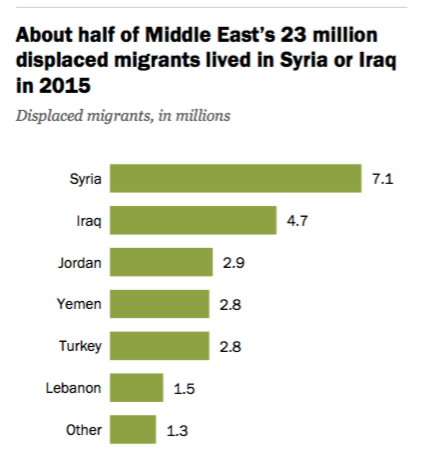 About half of Middle East's 23 million
displaced migrants lived in Syria or Iraq
in 2015
Displaced migrants, in millions
Syria 7.1
Iraq 4.7
Jordan 2.9
Yemen 2.8
Turkey 2.8
Lebanon 1.5
Other 1.3